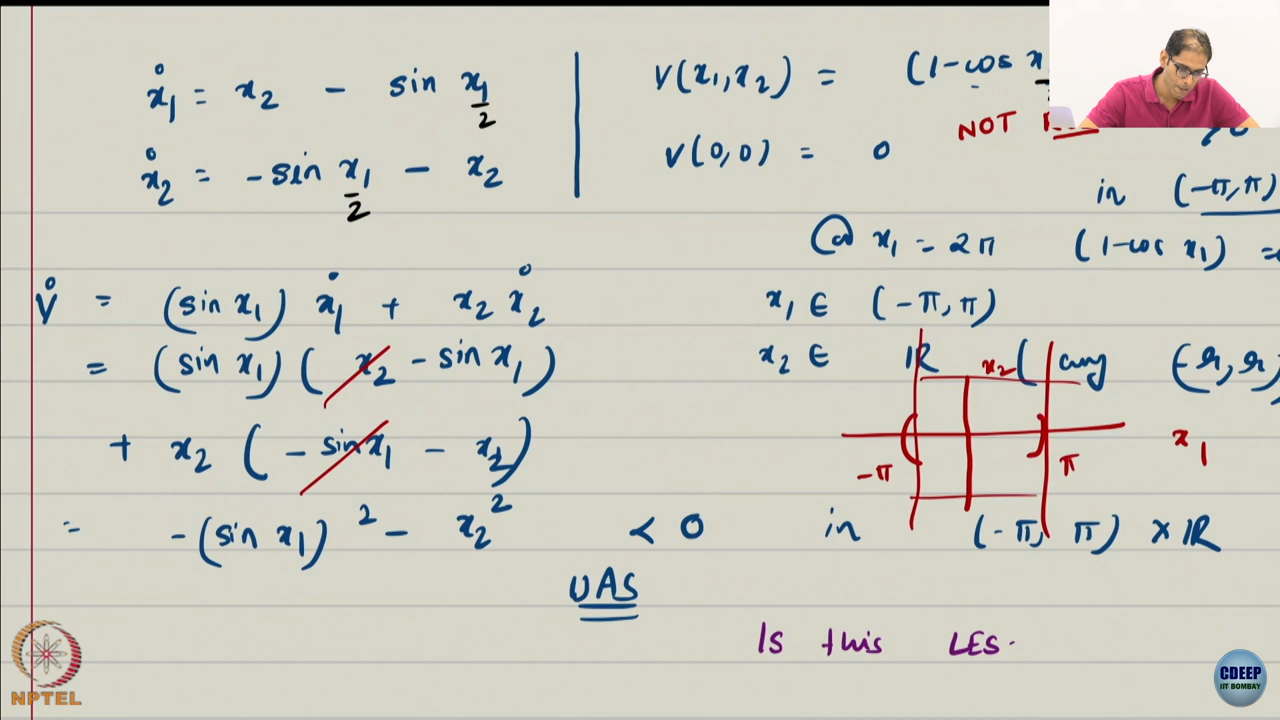 ẋ₁ = x₂ - sin x₁/2
ẋ₂ = -sin x₁/2 - x₂
V(x₁,x₂) = (1-cos x
V(0,0) = 0
NOT
in (-π,π)
@ x₁ = 2π (1-cos x₁) =
V̇ = (sin x₁) ẋ₁ + x₂ ẋ₂
= (sin x₁) ( x₂ - sin x₁ )
+ x₂ ( - sin x₁ - x₂ )
= -(sin x₁)² - x₂² < 0 in (-π, π) × ℝ
x₁ ∈ (-π, π)
x₂ ∈ ℝ ( any (-r, r)
x₂
-π π x₁
UAS
Is this LES.
NPTEL
CDEEP
IIT BOMBAY